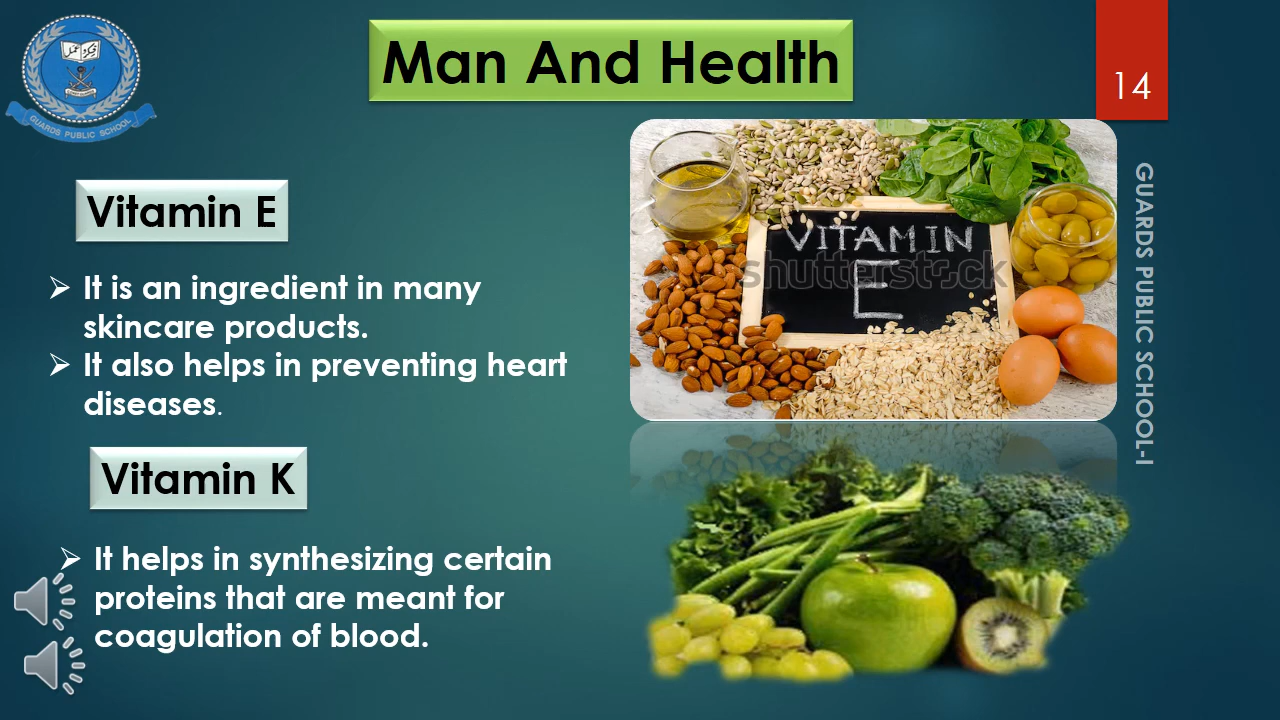 Man And Health
14
GUARDS PUBLIC SCHOOL
Vitamin E
It is an ingredient in many
skincare products.
It also helps in preventing heart
diseases.
VITAMIN
E
shutterstock
GUARDS PUBLIC SCHOOL-I
Vitamin K
It helps in synthesizing certain
proteins that are meant for
coagulation of blood.